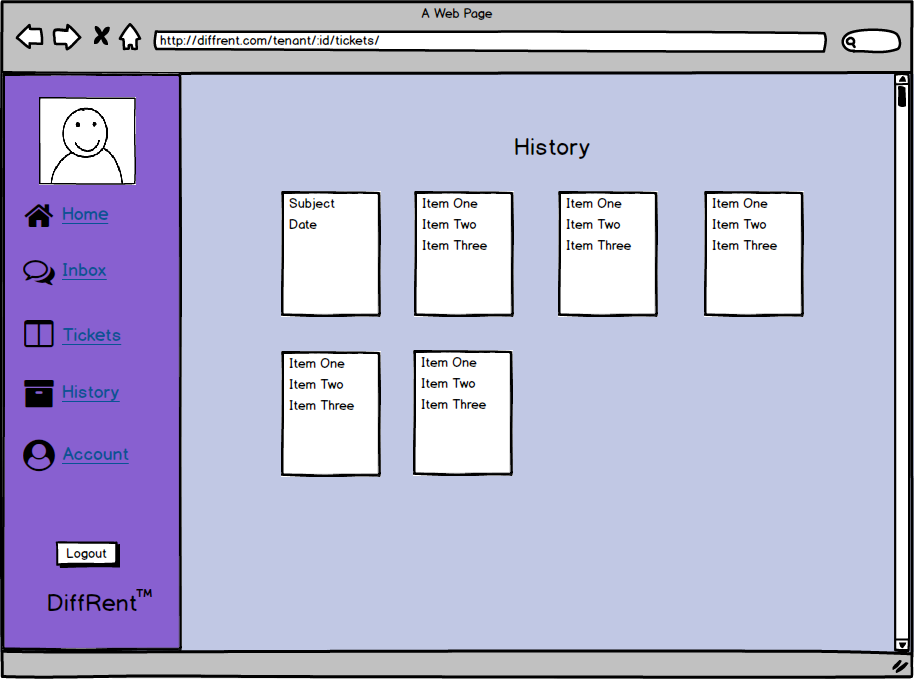 A Web Page
http://diffrent.com/tenant/:id/tickets/
Home
Inbox
Tickets
History
Account
Logout
DiffRent™
History
Subject
Date
Item One
Item Two
Item Three
Item One
Item Two
Item Three
Item One
Item Two
Item Three
Item One
Item Two
Item Three
Item One
Item Two
Item Three